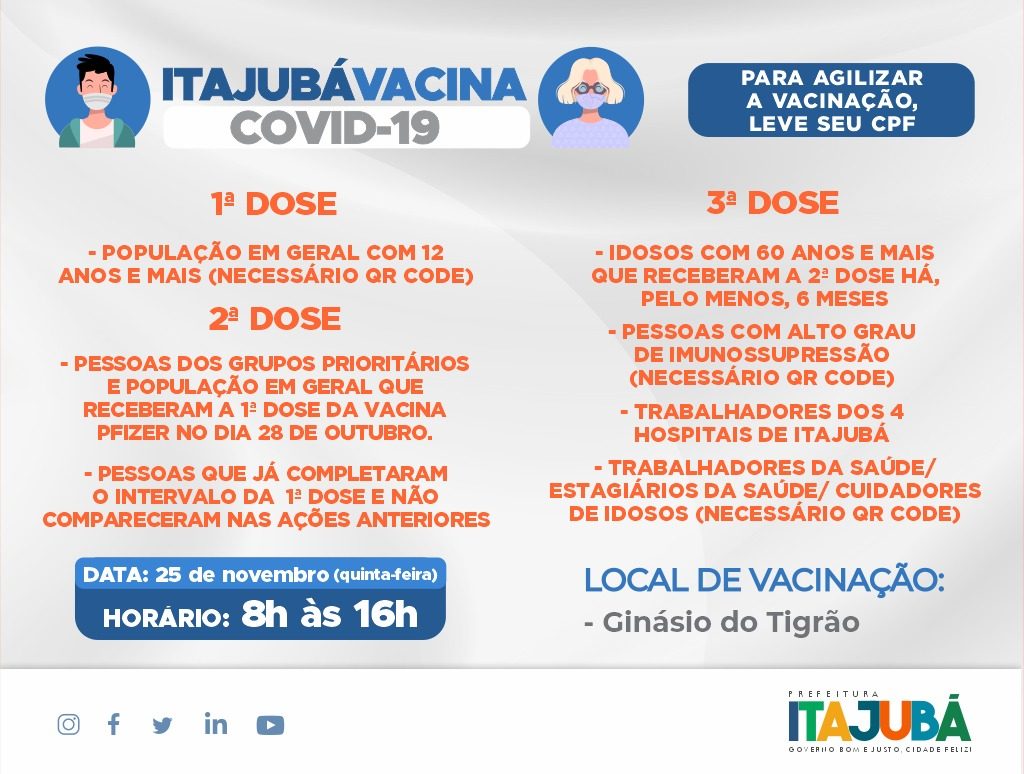 ITAJUBÁVACINA
COVID-19
PARA AGILIZAR
A VACINAÇÃO,
LEVE SEU CPF
1ª DOSE
- POPULAÇÃO EM GERAL COM 12
ANOS E MAIS (NECESSÁRIO QR CODE)
2ª DOSE
- PESSOAS DOS GRUPOS PRIORITÁRIOS
E POPULAÇÃO EM GERAL QUE
RECEBERAM A 1ª DOSE DA VACINA
PFIZER NO DIA 28 DE OUTUBRO.
- PESSOAS QUE JÁ COMPLETARAM
O INTERVALO DA 1ª DOSE E NÃO
COMPARECERAM NAS AÇÕES ANTERIORES
DATA: 25 de novembro (quinta-feira)
HORÁRIO: 8h às 16h
3ª DOSE
- IDOSOS COM 60 ANOS E MAIS
QUE RECEBERAM A 2ª DOSE HÁ,
PELO MENOS, 6 MESES
- PESSOAS COM ALTO GRAU
DE IMUNOSSUPRESSÃO
(NECESSÁRIO QR CODE)
- TRABALHADORES DOS 4
HOSPITAIS DE ITAJUBÁ
- TRABALHADORES DA SAÚDE/
ESTAGIÁRIOS DA SAÚDE/ CUIDADORES
DE IDOSOS (NECESSÁRIO QR CODE)
LOCAL DE VACINAÇÃO:
- Ginásio do Tigrão
PREFEITURA
ITAJUBÁ
GOVERNO BOM E JUSTO, CIDADE FELIZ!